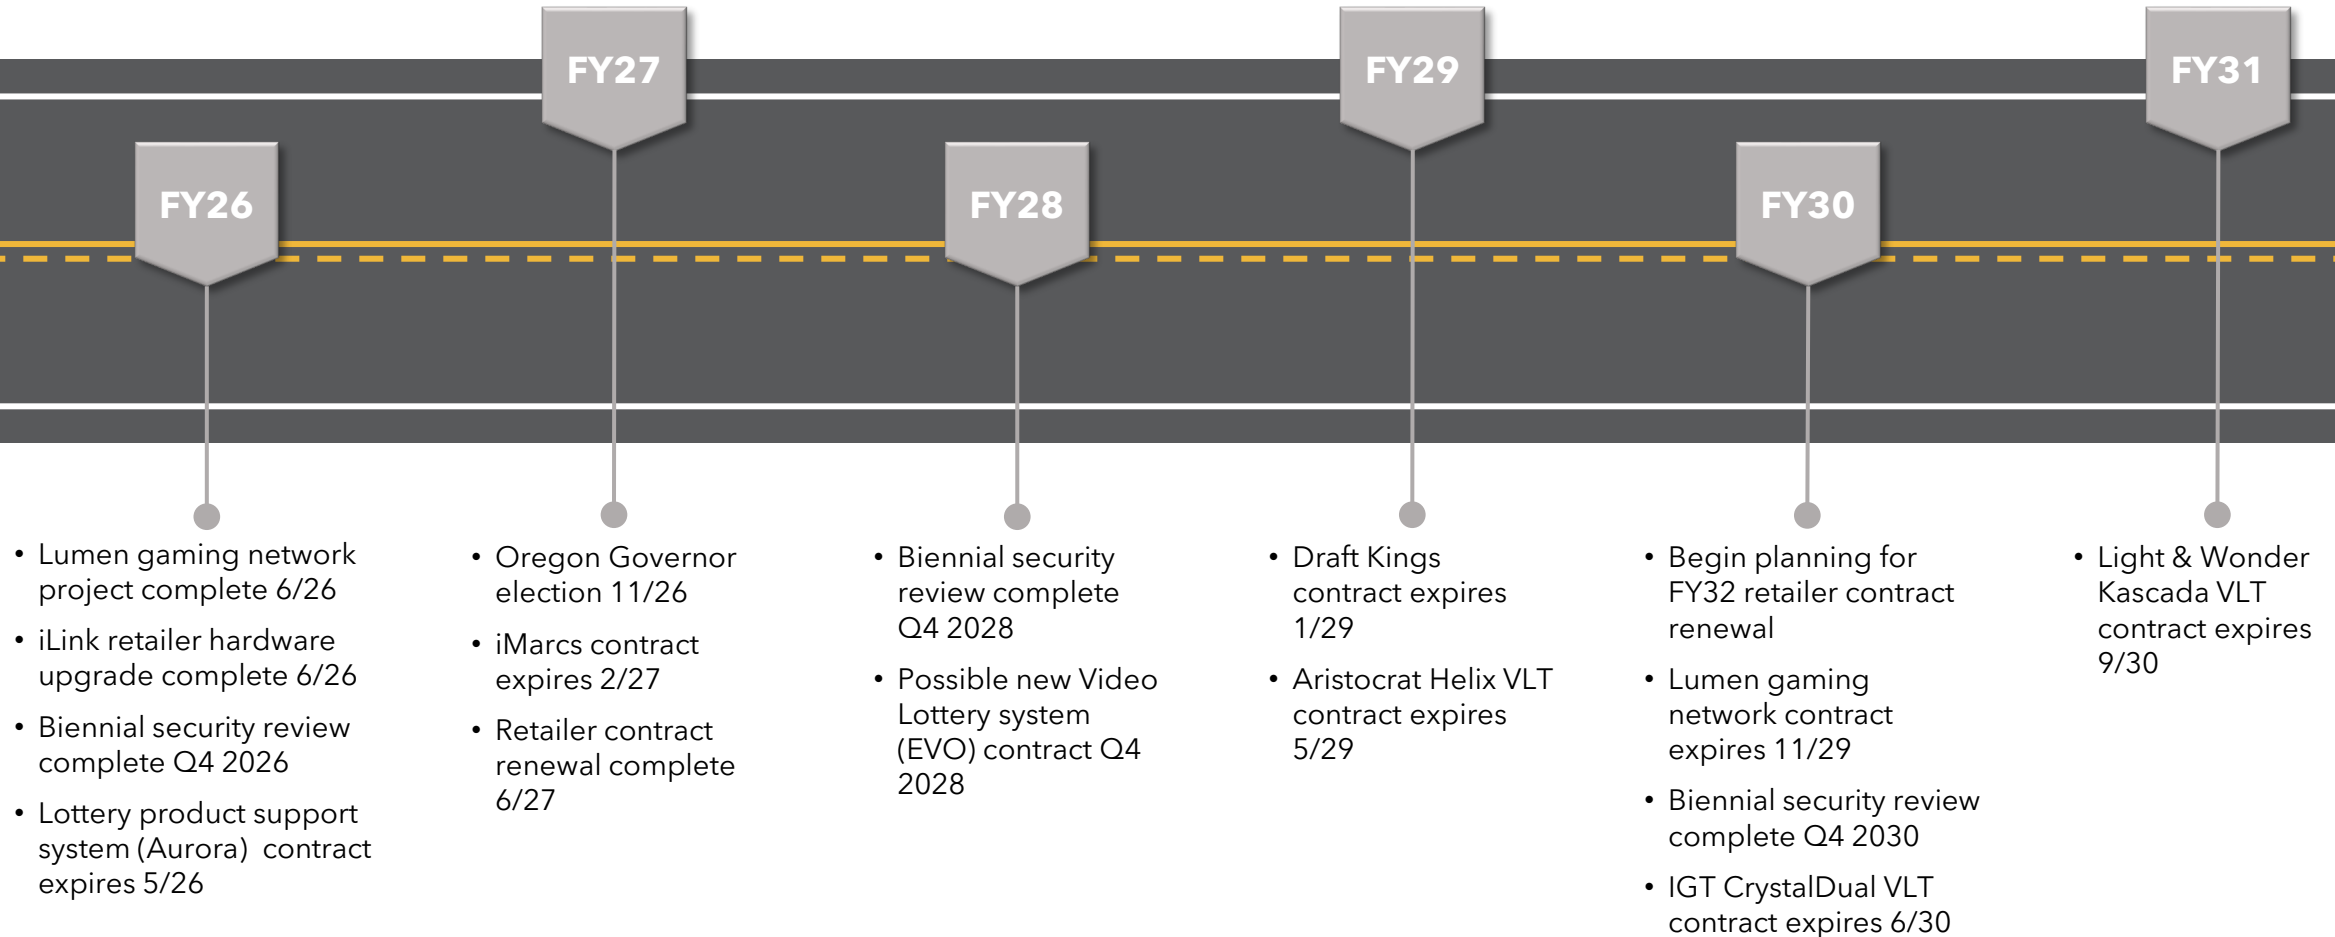 FY27
FY29
FY31
FY26
FY28
FY30
• Lumen gaming network
project complete 6/26
• iLink retailer hardware
upgrade complete 6/26
• Biennial security review
complete Q4 2026
• Lottery product support
system (Aurora)  contract
expires 5/26
• Oregon Governor
election 11/26
• iMarcs contract
expires 2/27
• Retailer contract
renewal complete
6/27
• Biennial security
review complete
Q4 2028
• Possible new Video
Lottery system
(EVO) contract Q4
2028
• Draft Kings
contract expires
1/29
• Aristocrat Helix VLT
contract expires
5/29
• Begin planning for
FY32 retailer contract
renewal
• Lumen gaming
network contract
expires 11/29
• Biennial security review
complete Q4 2030
• IGT CrystalDual VLT
contract expires 6/30
• Light & Wonder
Kascada VLT
contract expires
9/30